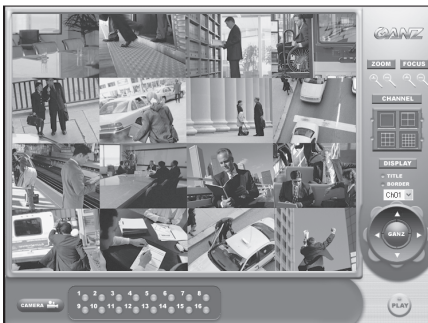 GANZ
ZOOM FOCUS
CHANNEL
DISPLAY
TITLE
BORDER
Ch01
GANZ
1 2 3 4 5 6 7 8
CAMERA
9 10 11 12 13 14 15 16
PLAY